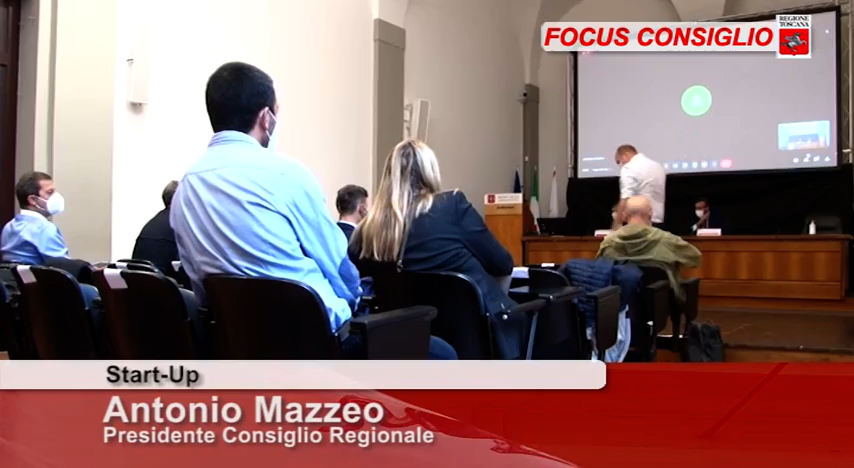 FOCUS CONSIGLIO
REGIONE
TOSCANA
Start-Up
Antonio Mazzeo
Presidente Consiglio Regionale